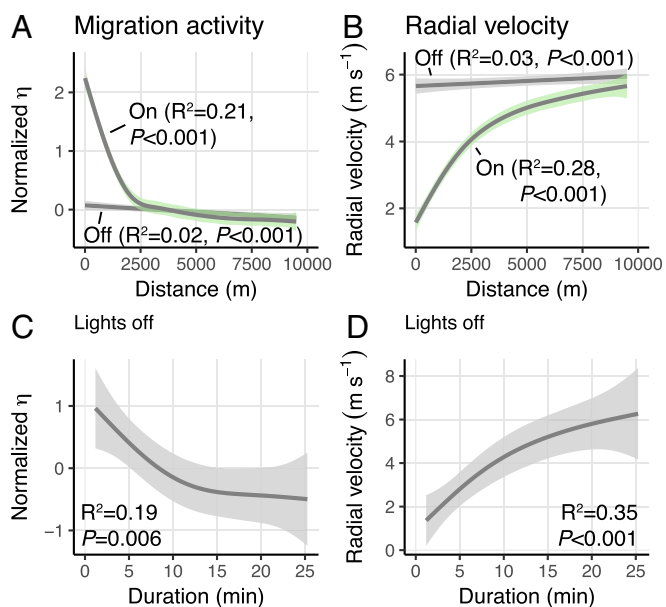 A Migration activity
Normalized η
2
1
0
On (R²=0.21,
P<0.001)
Off (R²=0.02, P<0.001)
0 2500 5000 7500 10000
Distance (m)
B Radial velocity
Radial velocity (m s⁻¹)
6
4
2
Off (R²=0.03, P<0.001)
On (R²=0.28,
P<0.001)
0 2500 5000 7500 10000
Distance (m)
C Lights off
Normalized η
1
0
−1
R²=0.19
P=0.006
0 5 10 15 20 25
Duration (min)
D Lights off
Radial velocity (m s⁻¹)
8
6
4
2
0
R²=0.35
P<0.001
0 5 10 15 20 25
Duration (min)